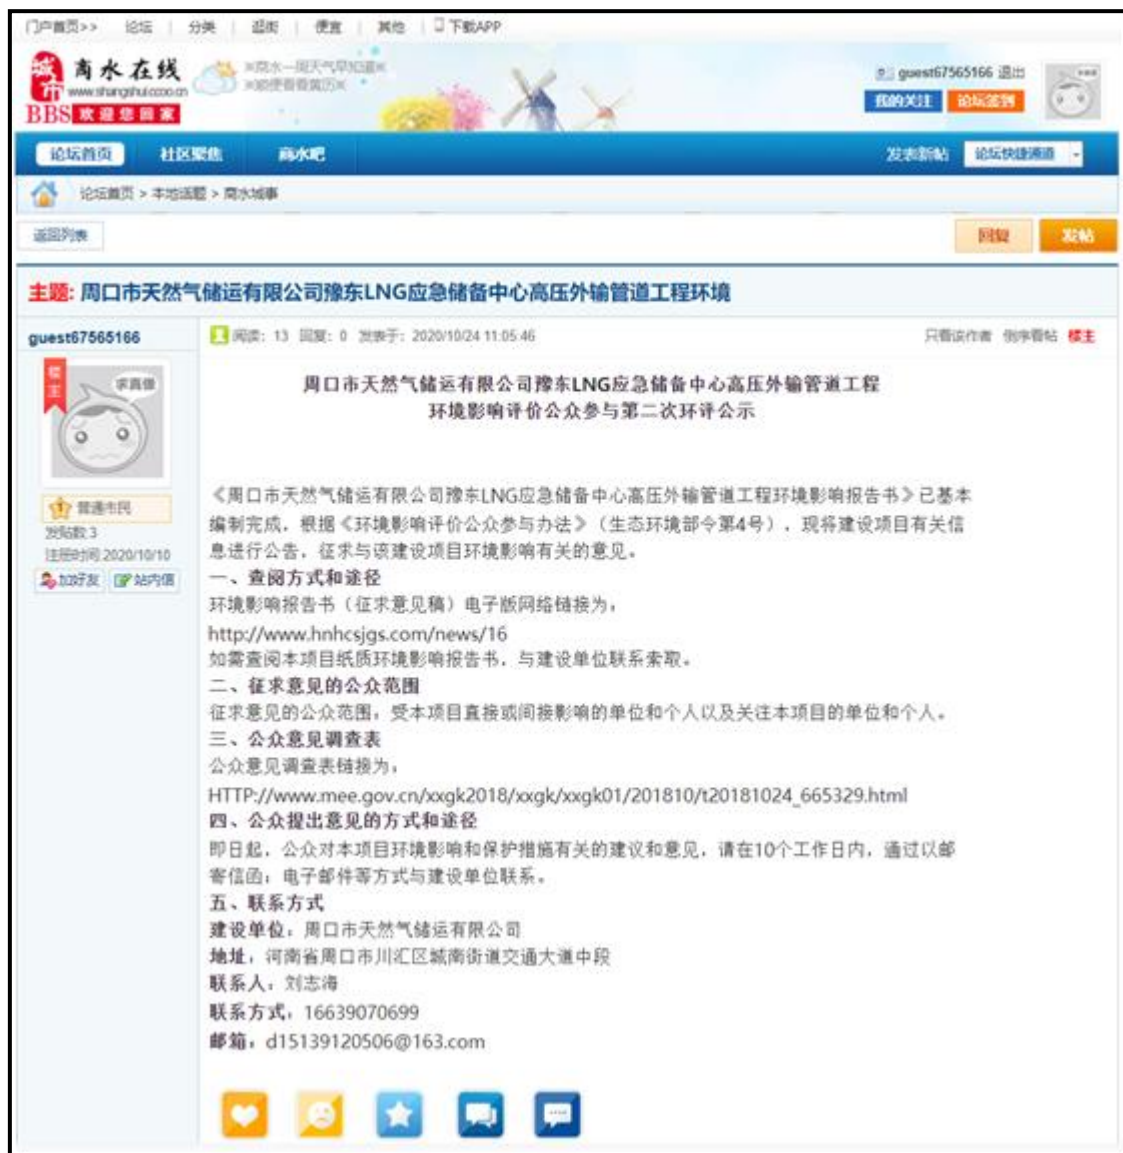 门户首页>> 论坛 | 分类 | 逛街 | 便宜 | 其他 | 下载APP
城市 商水在线
www.shangshui.ccoo.cn
BBS 欢迎您回家
※商水一周天气早知道※
※顺便看看黄历※
guest67565166 退出
我的关注 论坛签到
论坛首页 社区聚焦 商水吧 发表新帖 论坛快捷通道
论坛首页 > 本地话题 > 商水城事
返回列表 回复 发帖
主题: 周口市天然气储运有限公司豫东LNG应急储备中心高压外输管道工程环境
guest67565166
阅读: 13 回复: 0 发表于: 2020/10/24 11:05:46 只看该作者 倒序看帖 楼主
楼主
求真像
普通市民
发帖数:3
注册时间:2020/10/10
加好友 站内信
周口市天然气储运有限公司豫东LNG应急储备中心高压外输管道工程
环境影响评价公众参与第二次环评公示
《周口市天然气储运有限公司豫东LNG应急储备中心高压外输管道工程环境影响报告书》已基本
编制完成，根据《环境影响评价公众参与办法》（生态环境部令第4号），现将建设项目有关信
息进行公告，征求与该建设项目环境影响有关的意见。
一、查阅方式和途径
环境影响报告书（征求意见稿）电子版网络链接为：
http://www.hnhcsjgs.com/news/16
如需查阅本项目纸质环境影响报告书，与建设单位联系索取。
二、征求意见的公众范围
征求意见的公众范围：受本项目直接或间接影响的单位和个人以及关注本项目的单位和个人。
三、公众意见调查表
公众意见调查表链接为：
HTTP://www.mee.gov.cn/xxgk2018/xxgk/xxgk01/201810/t20181024_665329.html
四、公众提出意见的方式和途径
即日起，公众对本项目环境影响和保护措施有关的建议和意见，请在10个工作日内，通过以邮
寄信函；电子邮件等方式与建设单位联系。
五、联系方式
建设单位：周口市天然气储运有限公司
地址：河南省周口市川汇区城南街道交通大道中段
联系人：刘志海
联系方式：16639070699
邮箱：d15139120506@163.com